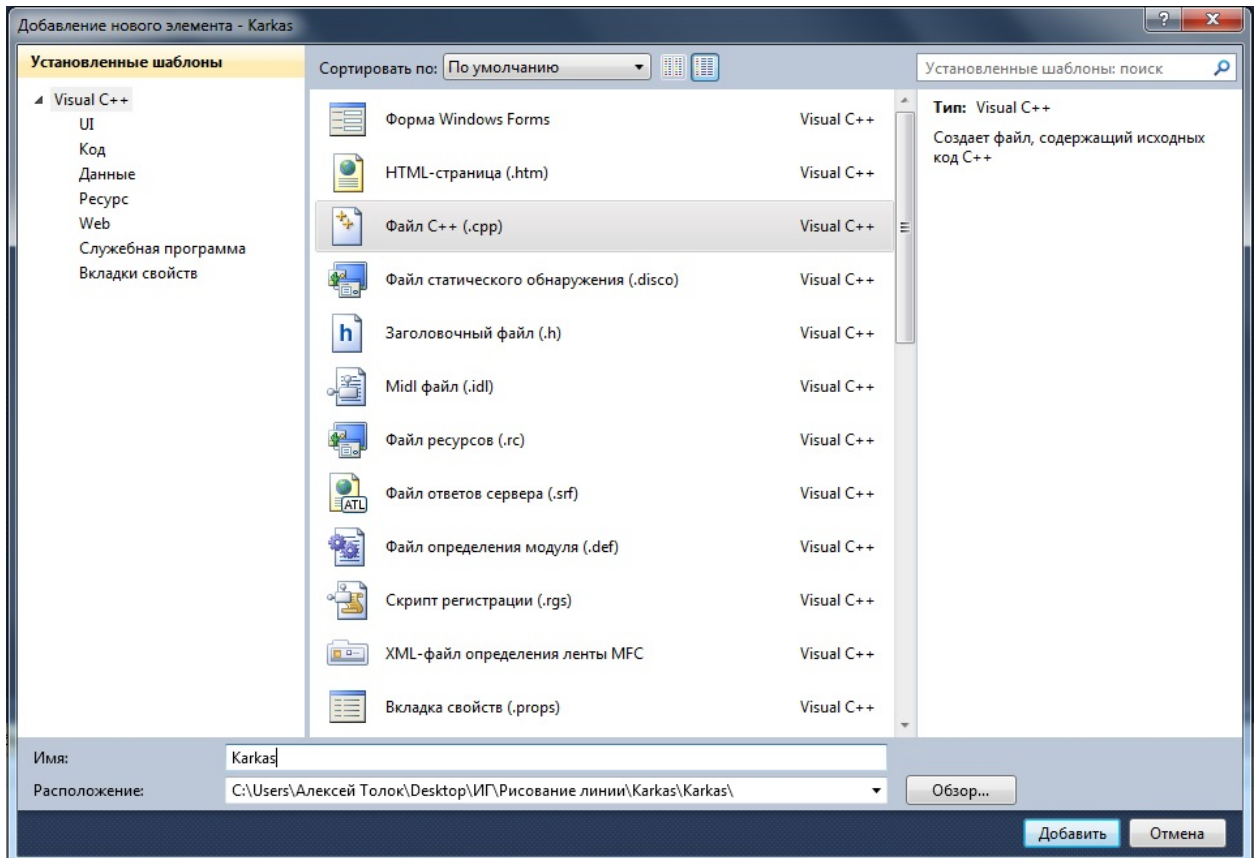 Добавление нового элемента - Karkas
Установленные шаблоны
Visual C++
UI
Код
Данные
Ресурс
Web
Служебная программа
Вкладки свойств
Сортировать по: По умолчанию
Форма Windows Forms Visual C++
HTML-страница (.htm) Visual C++
Файл C++ (.cpp) Visual C++
Файл статического обнаружения (.disco) Visual C++
h
Заголовочный файл (.h) Visual C++
Midl файл (.idl) Visual C++
Файл ресурсов (.rc) Visual C++
ATL
Файл ответов сервера (.srf) Visual C++
Файл определения модуля (.def) Visual C++
Скрипт регистрации (.rgs) Visual C++
XML-файл определения ленты MFC Visual C++
Вкладка свойств (.props) Visual C++
Установленные шаблоны: поиск
Тип: Visual C++
Создает файл, содержащий исходных
код C++
Имя: Karkas
Расположение: C:\Users\Алексей Толок\Desktop\ИГ\Рисование линии\Karkas\Karkas\
Обзор...
Добавить Отмена